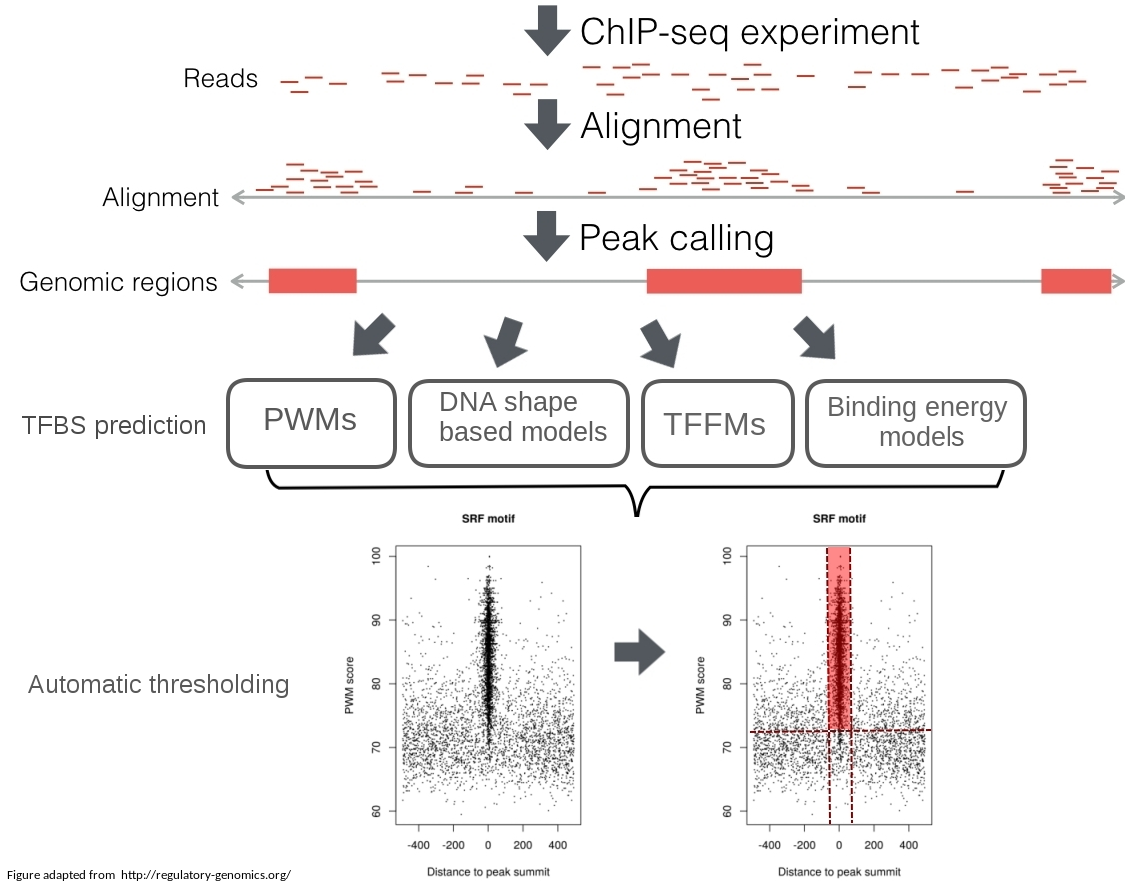 ChIP-seq experiment
Reads
Alignment
Alignment
Peak calling
Genomic regions
TFBS prediction
PWMs
DNA shape
based models
TFFMs
Binding energy
models
SRF motif
SRF motif
Automatic thresholding
PWM score
100
90
80
70
60
-400 -200 0 200 400
Distance to peak summit
PWM score
100
90
80
70
60
-400 -200 0 200 400
Distance to peak summit
Figure adapted from http://regulatory-genomics.org/